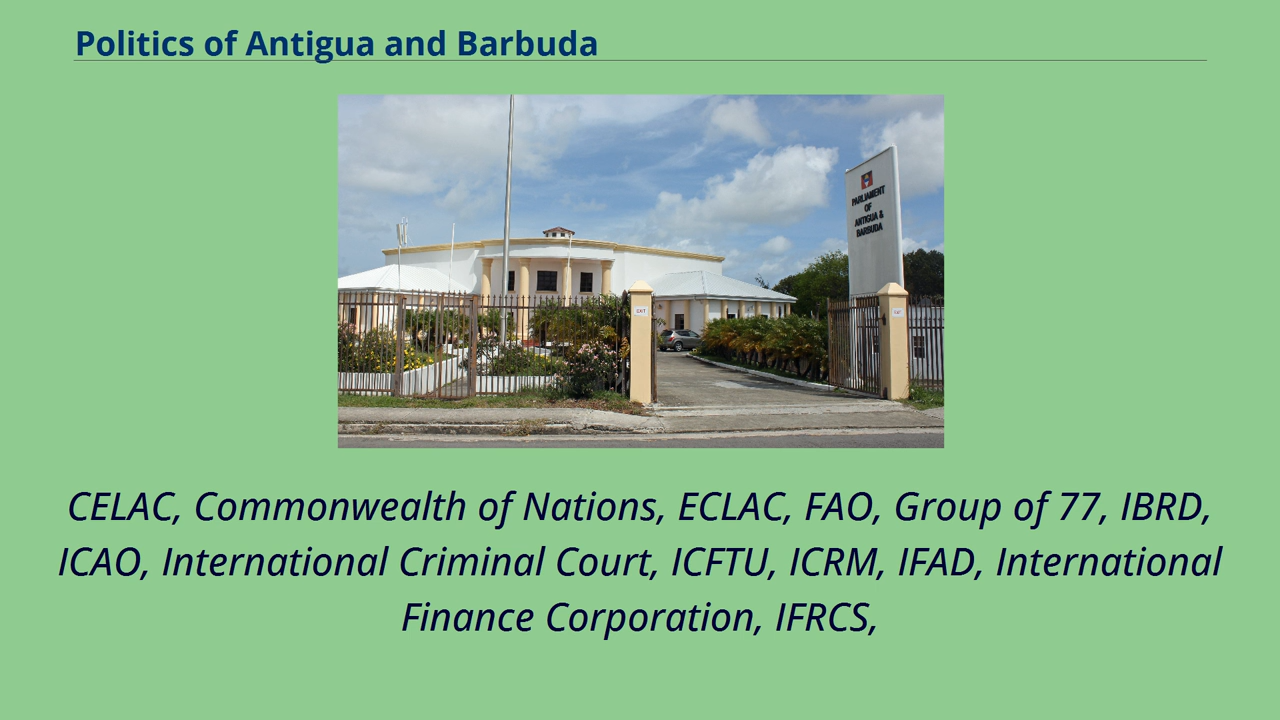 Politics of Antigua and Barbuda
PARLIAMENT
OF
ANTIGUA &
BARBUDA
EXIT
CELAC, Commonwealth of Nations, ECLAC, FAO, Group of 77, IBRD,
ICAO, International Criminal Court, ICFTU, ICRM, IFAD, International
Finance Corporation, IFRCS,